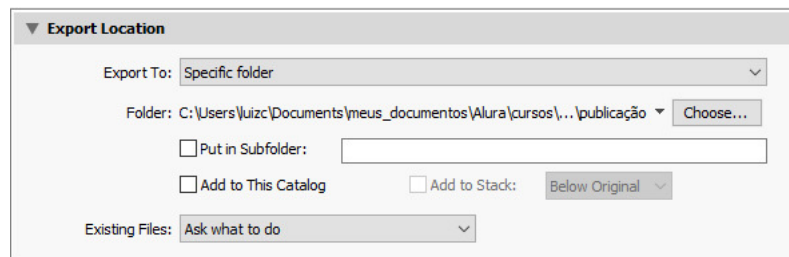 Export Location
Export To: Specific folder
Folder: C:\Users\luizc\Documents\meus_documentos\Alura\cursos\...\publicação Choose...
Put in Subfolder:
Add to This Catalog Add to Stack: Below Original
Existing Files: Ask what to do